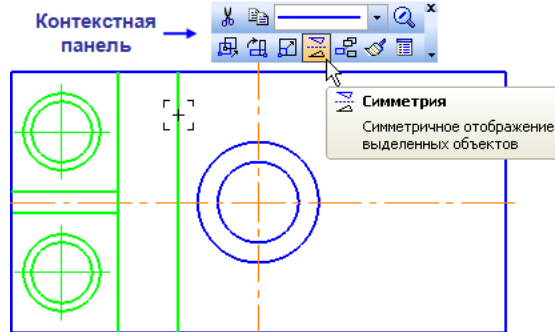 Контекстная
панель
Симметрия
Симметричное отображение
выделенных объектов